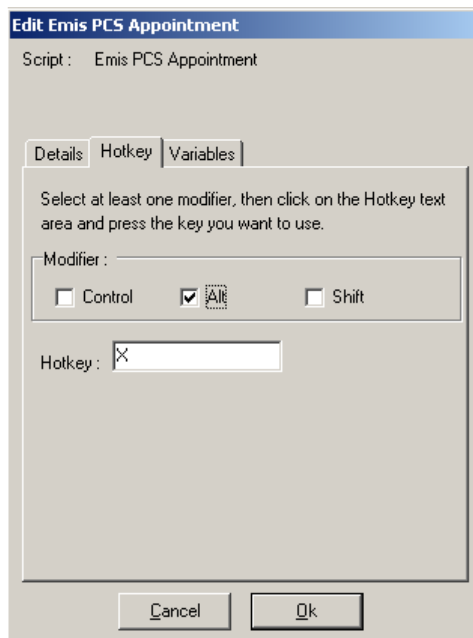 Edit Emis PCS Appointment
Script : Emis PCS Appointment
Details Hotkey Variables
Select at least one modifier, then click on the Hotkey text
area and press the key you want to use.
Modifier :
Control Alt Shift
Hotkey : X
Cancel Ok